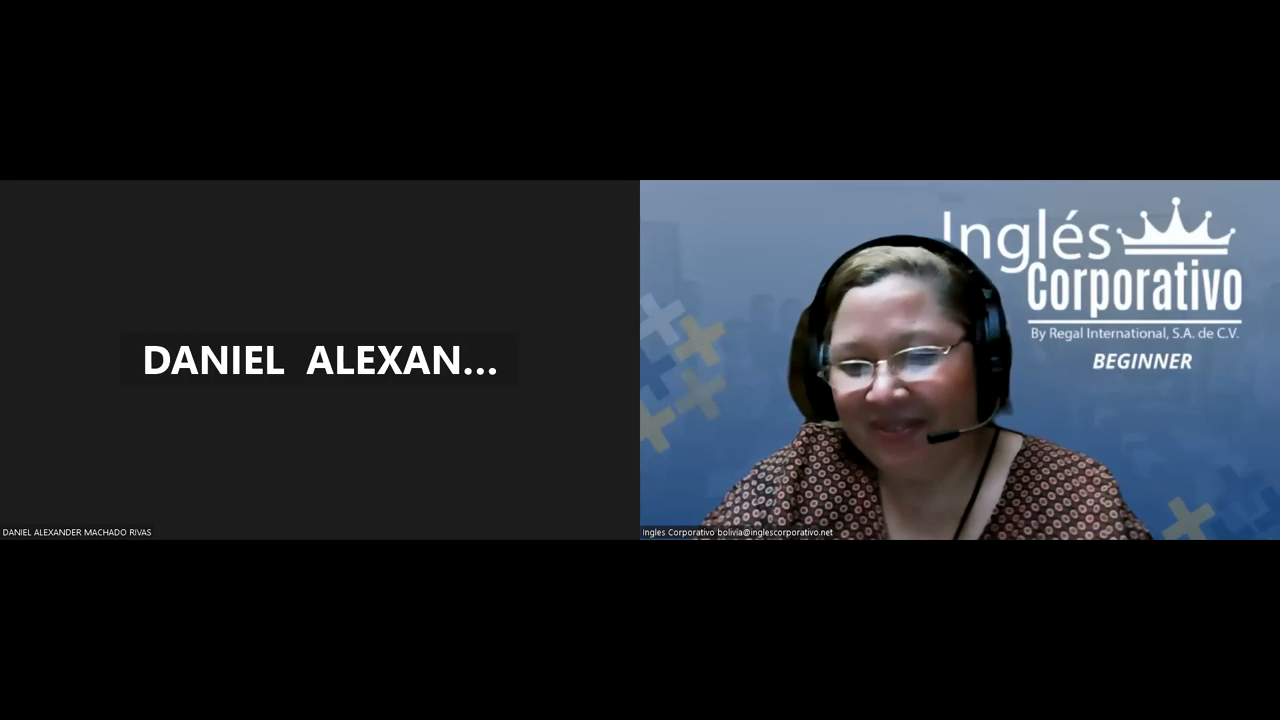 DANIEL ALEXAN...
DANIEL ALEXANDER MACHADO RIVAS
Inglés
Corporativo
By Regal International, S.A. de C.V.
BEGINNER
Ingles Corporativo bolivia@inglescorporativo.net